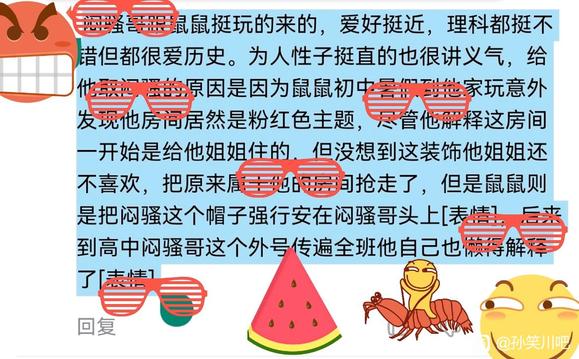 闷骚哥跟鼠鼠挺玩的来的，爱好挺近，理科都挺不
错但都很爱历史。为人性子挺直的也很讲义气，给
他取闷骚的原因是因为鼠鼠初中暑假到他家玩意外
发现他房间居然是粉红色主题，尽管他解释这房间
一开始是给他姐姐住的，但没想到这装饰他姐姐还
不喜欢，把原来属于他的房间抢走了，但是鼠鼠则
是把闷骚这个帽子强行安在闷骚哥头上[表情]，后来
到高中闷骚哥这个外号传遍全班他自己也懒得解释
了[表情]
回复
@孙笑川吧